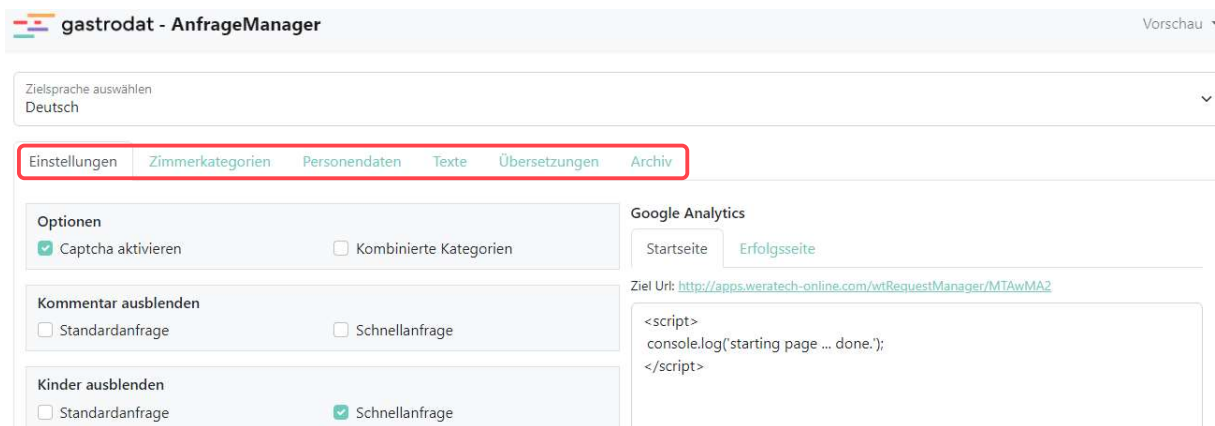 gastrodat - AnfrageManager
Vorschau
Zielsprache auswählen
Deutsch
Einstellungen Zimmerkategorien Personendaten Texte Übersetzungen Archiv
Optionen
Captcha aktivieren Kombinierte Kategorien
Kommentar ausblenden
Standardanfrage Schnellanfrage
Kinder ausblenden
Standardanfrage Schnellanfrage
Google Analytics
Startseite Erfolgsseite
Ziel Url: http://apps.weratech-online.com/wtRequestManager/MTAwMA2
<script>
console.log('starting page ... done.');
</script>